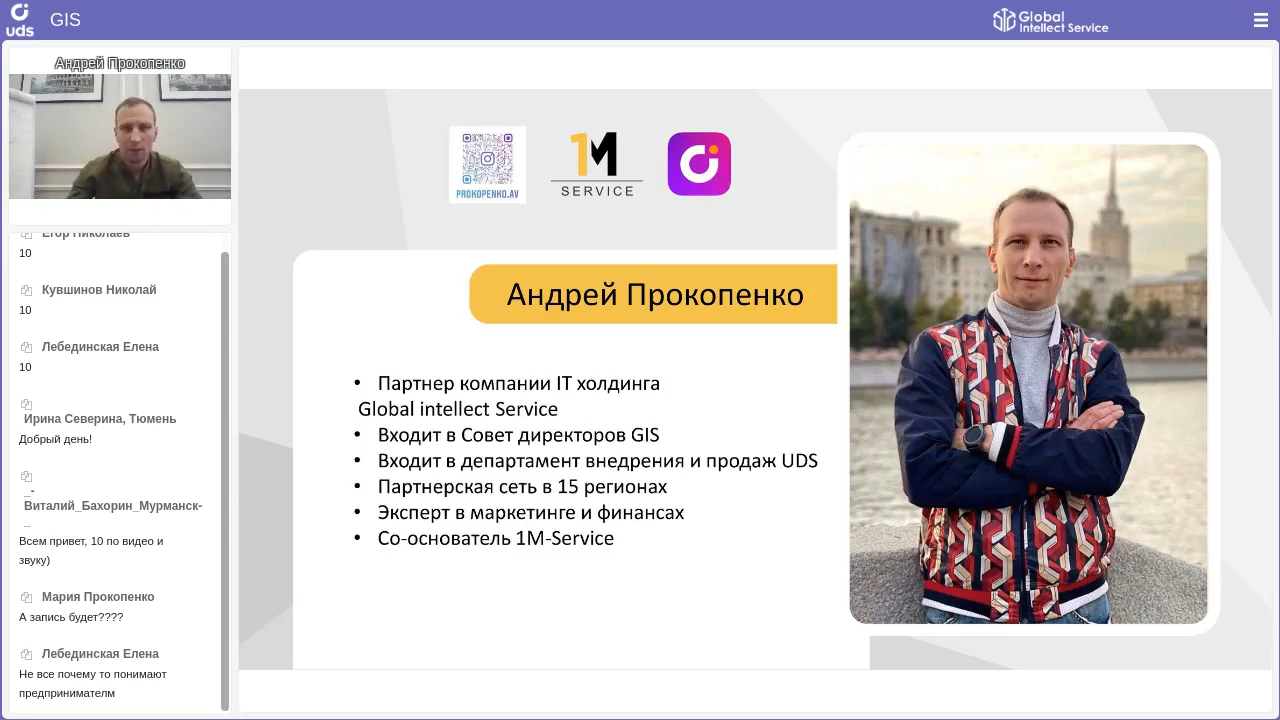 uds
GIS
Global
Intellect Service
Андрей Прокопенко
Егор Николаев
10
Кувшинов Николай
10
Лебединская Елена
10
Ирина Северина, Тюмень
Добрый день!
_-
Виталий_Бахорин_Мурманск-
_
Всем привет, 10 по видео и
звуку)
Мария Прокопенко
А запись будет????
Лебединская Елена
Не все почему то понимают
предпринимателм
PROKOPENKO.AV
1M
SERVICE
Андрей Прокопенко
• Партнер компании IT холдинга
Global intellect Service
• Входит в Совет директоров GIS
• Входит в департамент внедрения и продаж UDS
• Партнерская сеть в 15 регионах
• Эксперт в маркетинге и финансах
• Со-основатель 1M-Service